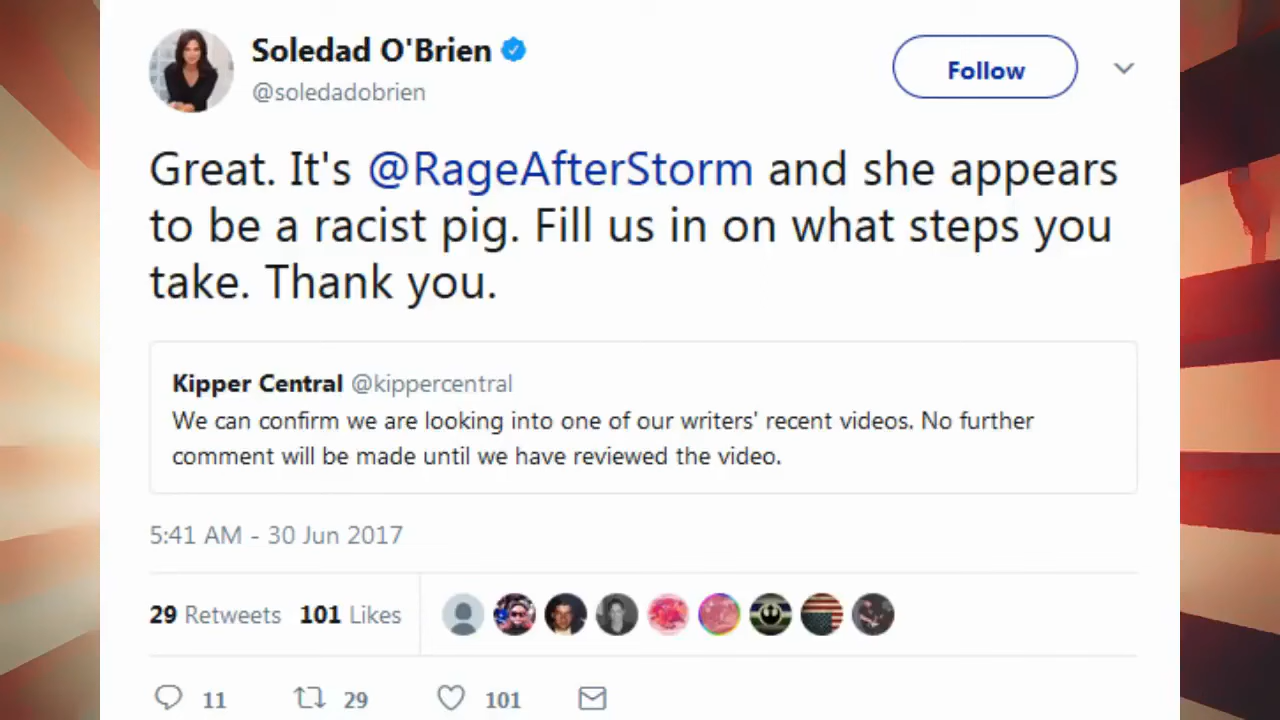 Soledad O'Brien
@soledadobrien
Follow
Great. It's @RageAfterStorm and she appears
to be a racist pig. Fill us in on what steps you
take. Thank you.
Kipper Central @kippercentral
We can confirm we are looking into one of our writers' recent videos. No further
comment will be made until we have reviewed the video.
5:41 AM - 30 Jun 2017
29 Retweets 101 Likes
11 29 101